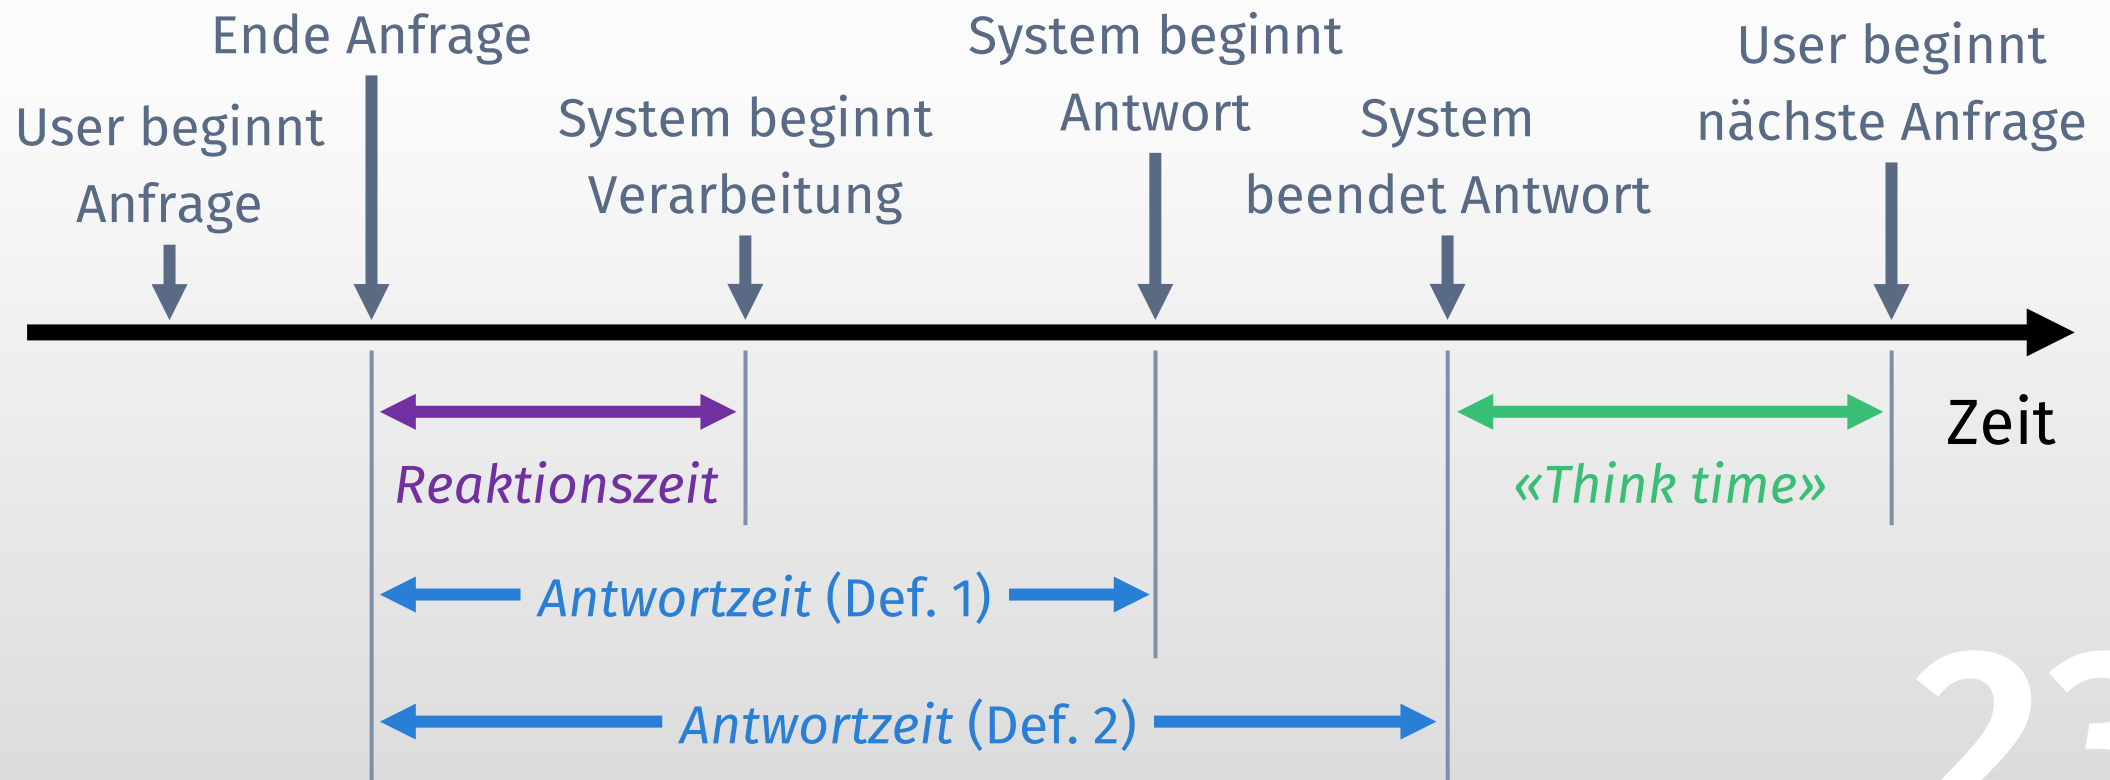 Ende Anfrage
User beginnt
Anfrage
System beginnt
Verarbeitung
System beginnt
Antwort
System
beendet Antwort
User beginnt
nächste Anfrage
Zeit
Reaktionszeit
«Think time»
Antwortzeit (Def. 1)
Antwortzeit (Def. 2)
23